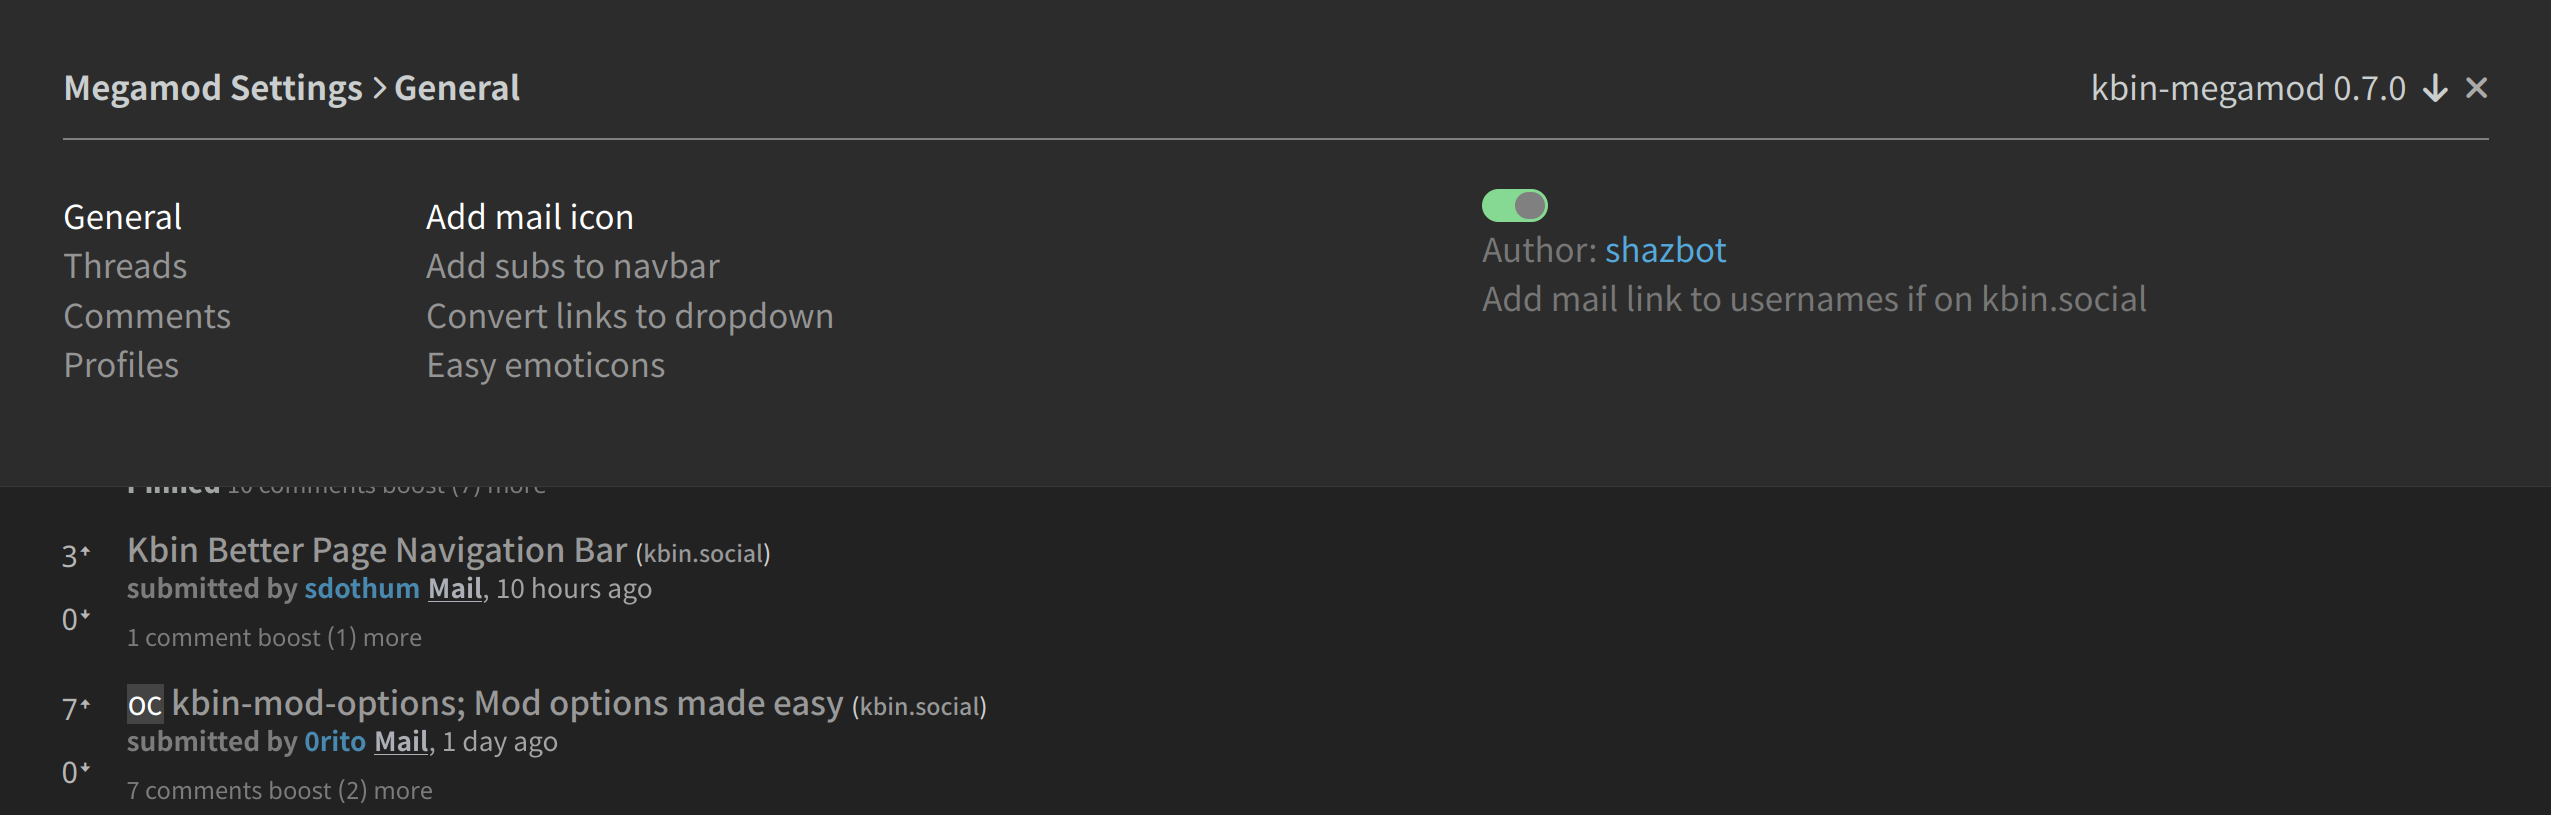 Megamod Settings > General
kbin-megamod 0.7.0 ↓ ×
General
Threads
Comments
Profiles
Add mail icon
Add subs to navbar
Convert links to dropdown
Easy emoticons
Author: shazbot
Add mail link to usernames if on kbin.social
Pinned 10 comments boost (7) more
3
Kbin Better Page Navigation Bar (kbin.social)
submitted by sdothum Mail, 10 hours ago
0
1 comment boost (1) more
7
oc kbin-mod-options; Mod options made easy (kbin.social)
submitted by 0rito Mail, 1 day ago
0
7 comments boost (2) more